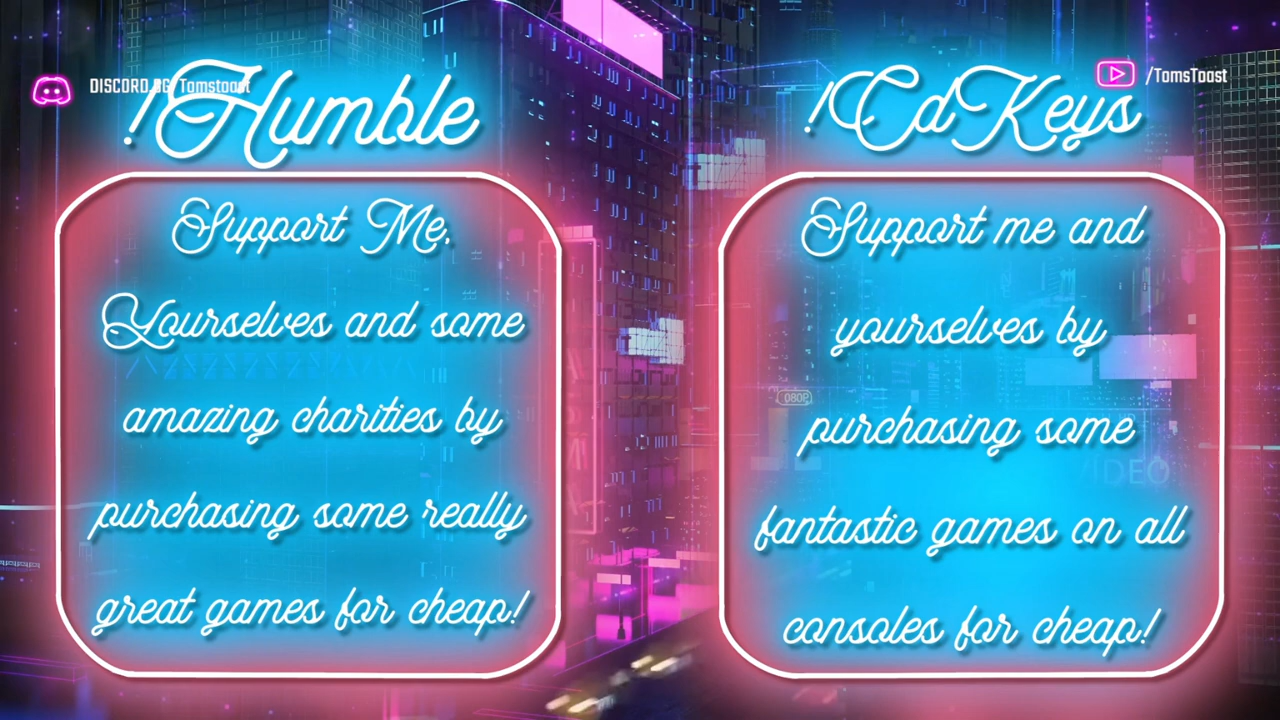 DISCORD.GG/Tomstoast
!Humble
Support Me,
Yourselves and some
amazing charities by
purchasing some really
great games for cheap!
/TomsToast
!CdKeys
Support me and
yourselves by
purchasing some
fantastic games on all
consoles for cheap!
080P